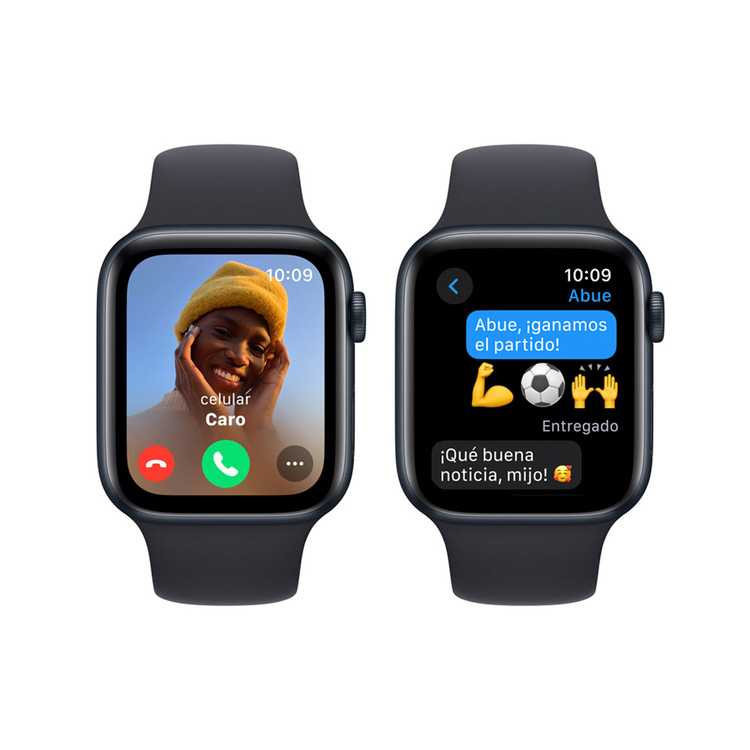 10:09
celular
Caro
10:09
Abue
Abue, ¡ganamos
el partido!
Entregado
¡Qué buena
noticia, mijo!